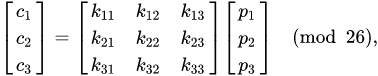 [c₁ c₂ c₃] = [k₁₁ k₁₂ k₁₃ k₂₁ k₂₂ k₂₃ k₃₁ k₃₂ k₃₃] [p₁ p₂ p₃] (mod 26),